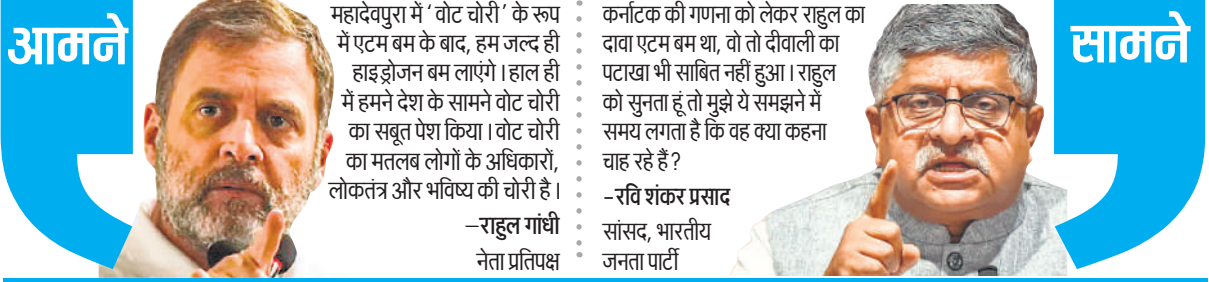 आमने
महादेवपुरा में ‘ वोट चोरी ’ के रूप
में एटम बम के बाद, हम जल्द ही
हाइड्रोजन बम लाएंगे । हाल ही
में हमने देश के सामने वोट चोरी
का सबूत पेश किया । वोट चोरी
का मतलब लोगों के अधिकारों,
लोकतंत्र और भविष्य की चोरी है ।
–राहुल गांधी
नेता प्रतिपक्ष
कर्नाटक की गणना को लेकर राहुल का
दावा एटम बम था, वो तो दीवाली का
पटाखा भी साबित नहीं हुआ । राहुल
को सुनता हूं तो मुझे ये समझने में
समय लगता है कि वह क्या कहना
चाह रहे हैं ?
-रवि शंकर प्रसाद
सांसद, भारतीय
जनता पार्टी
सामने